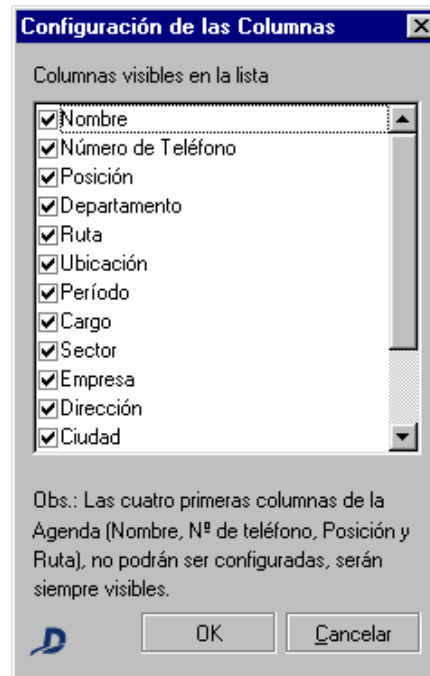 Configuración de las Columnas
Columnas visibles en la lista
Nombre
Número de Teléfono
Posición
Departamento
Ruta
Ubicación
Período
Cargo
Sector
Empresa
Dirección
Ciudad
Obs.: Las cuatro primeras columnas de la
Agenda (Nombre, Nº de teléfono, Posición y
Ruta), no podrán ser configuradas, serán
siempre visibles.
OK
Cancelar